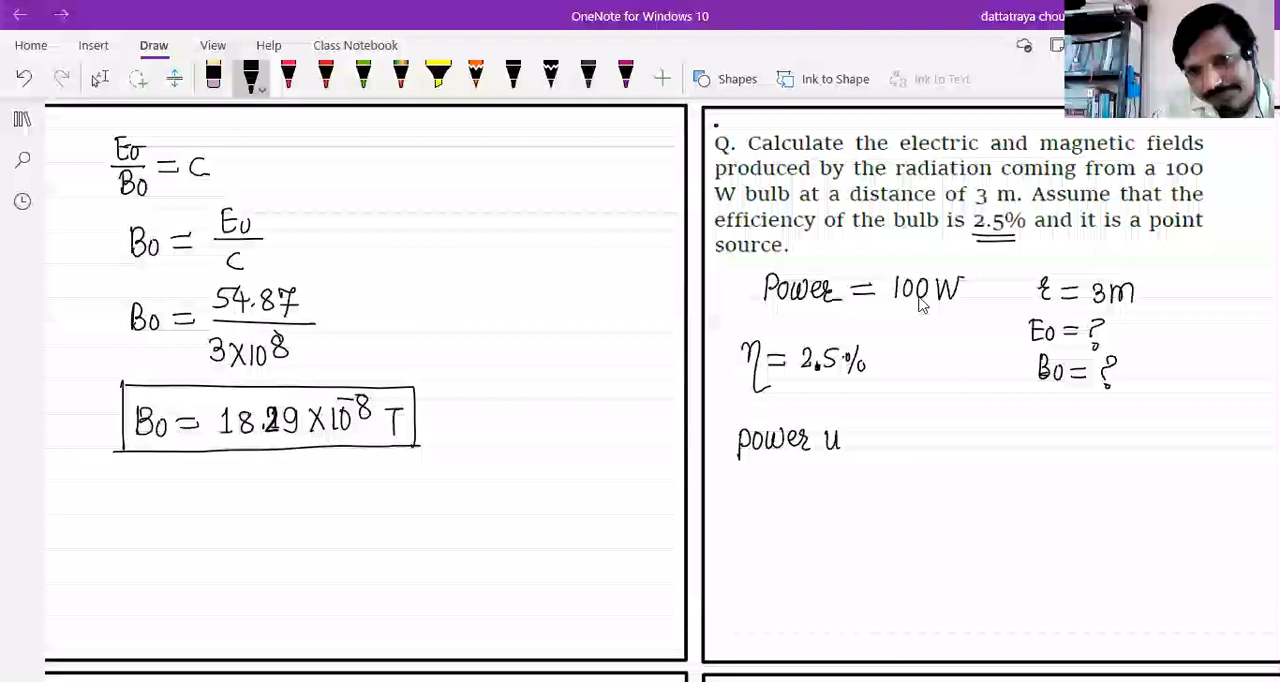 OneNote for Windows 10
dattatraya chou
Home Insert Draw View Help Class Notebook
Shapes Ink to Shape Ink to Text
E0/B0 = C
B0 = E0/C
B0 = 54.87/3×10⁸
B0 = 18.29 ×10⁻⁸ T
Q. Calculate the electric and magnetic fields
produced by the radiation coming from a 100
W bulb at a distance of 3 m. Assume that the
efficiency of the bulb is 2.5% and it is a point
source.
Power = 100W r = 3m
E0 = ?
η = 2.5% B0 = ?
power u